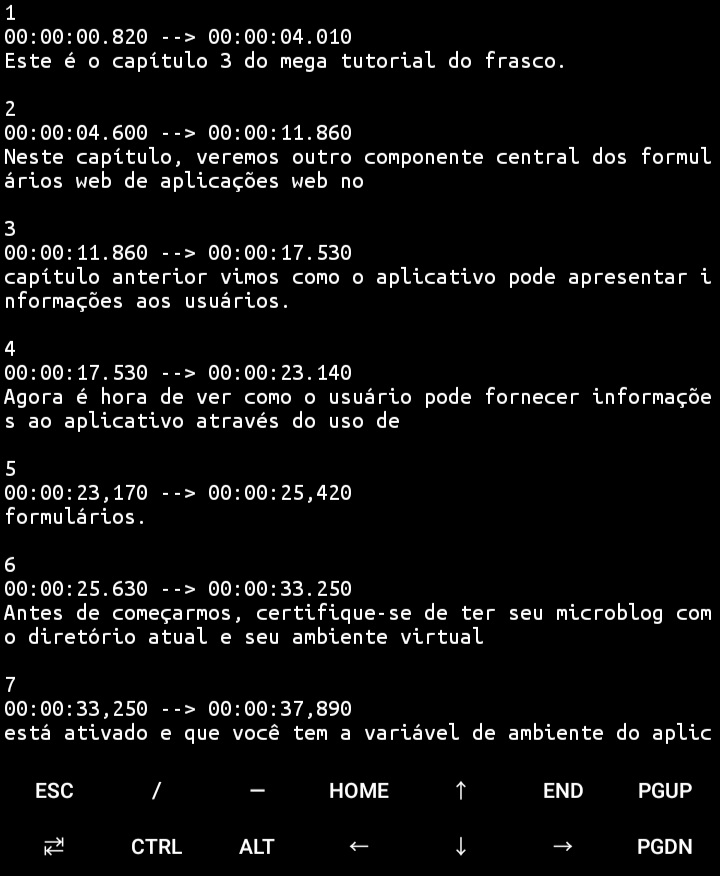 1
00:00:00.820 --> 00:00:04.010
Este é o capítulo 3 do mega tutorial do frasco.
2
00:00:04.600 --> 00:00:11.860
Neste capítulo, veremos outro componente central dos formul
ários web de aplicações web no
3
00:00:11.860 --> 00:00:17.530
capítulo anterior vimos como o aplicativo pode apresentar i
nformações aos usuários.
4
00:00:17.530 --> 00:00:23.140
Agora é hora de ver como o usuário pode fornecer informaçõe
s ao aplicativo através do uso de
5
00:00:23,170 --> 00:00:25,420
formulários.
6
00:00:25.630 --> 00:00:33.250
Antes de começarmos, certifique-se de ter seu microblog com
o diretório atual e seu ambiente virtual
7
00:00:33,250 --> 00:00:37,890
está ativado e que você tem a variável de ambiente do aplic
ESC / — HOME ↑ END PGUP
⇄ CTRL ALT ← ↓ → PGDN